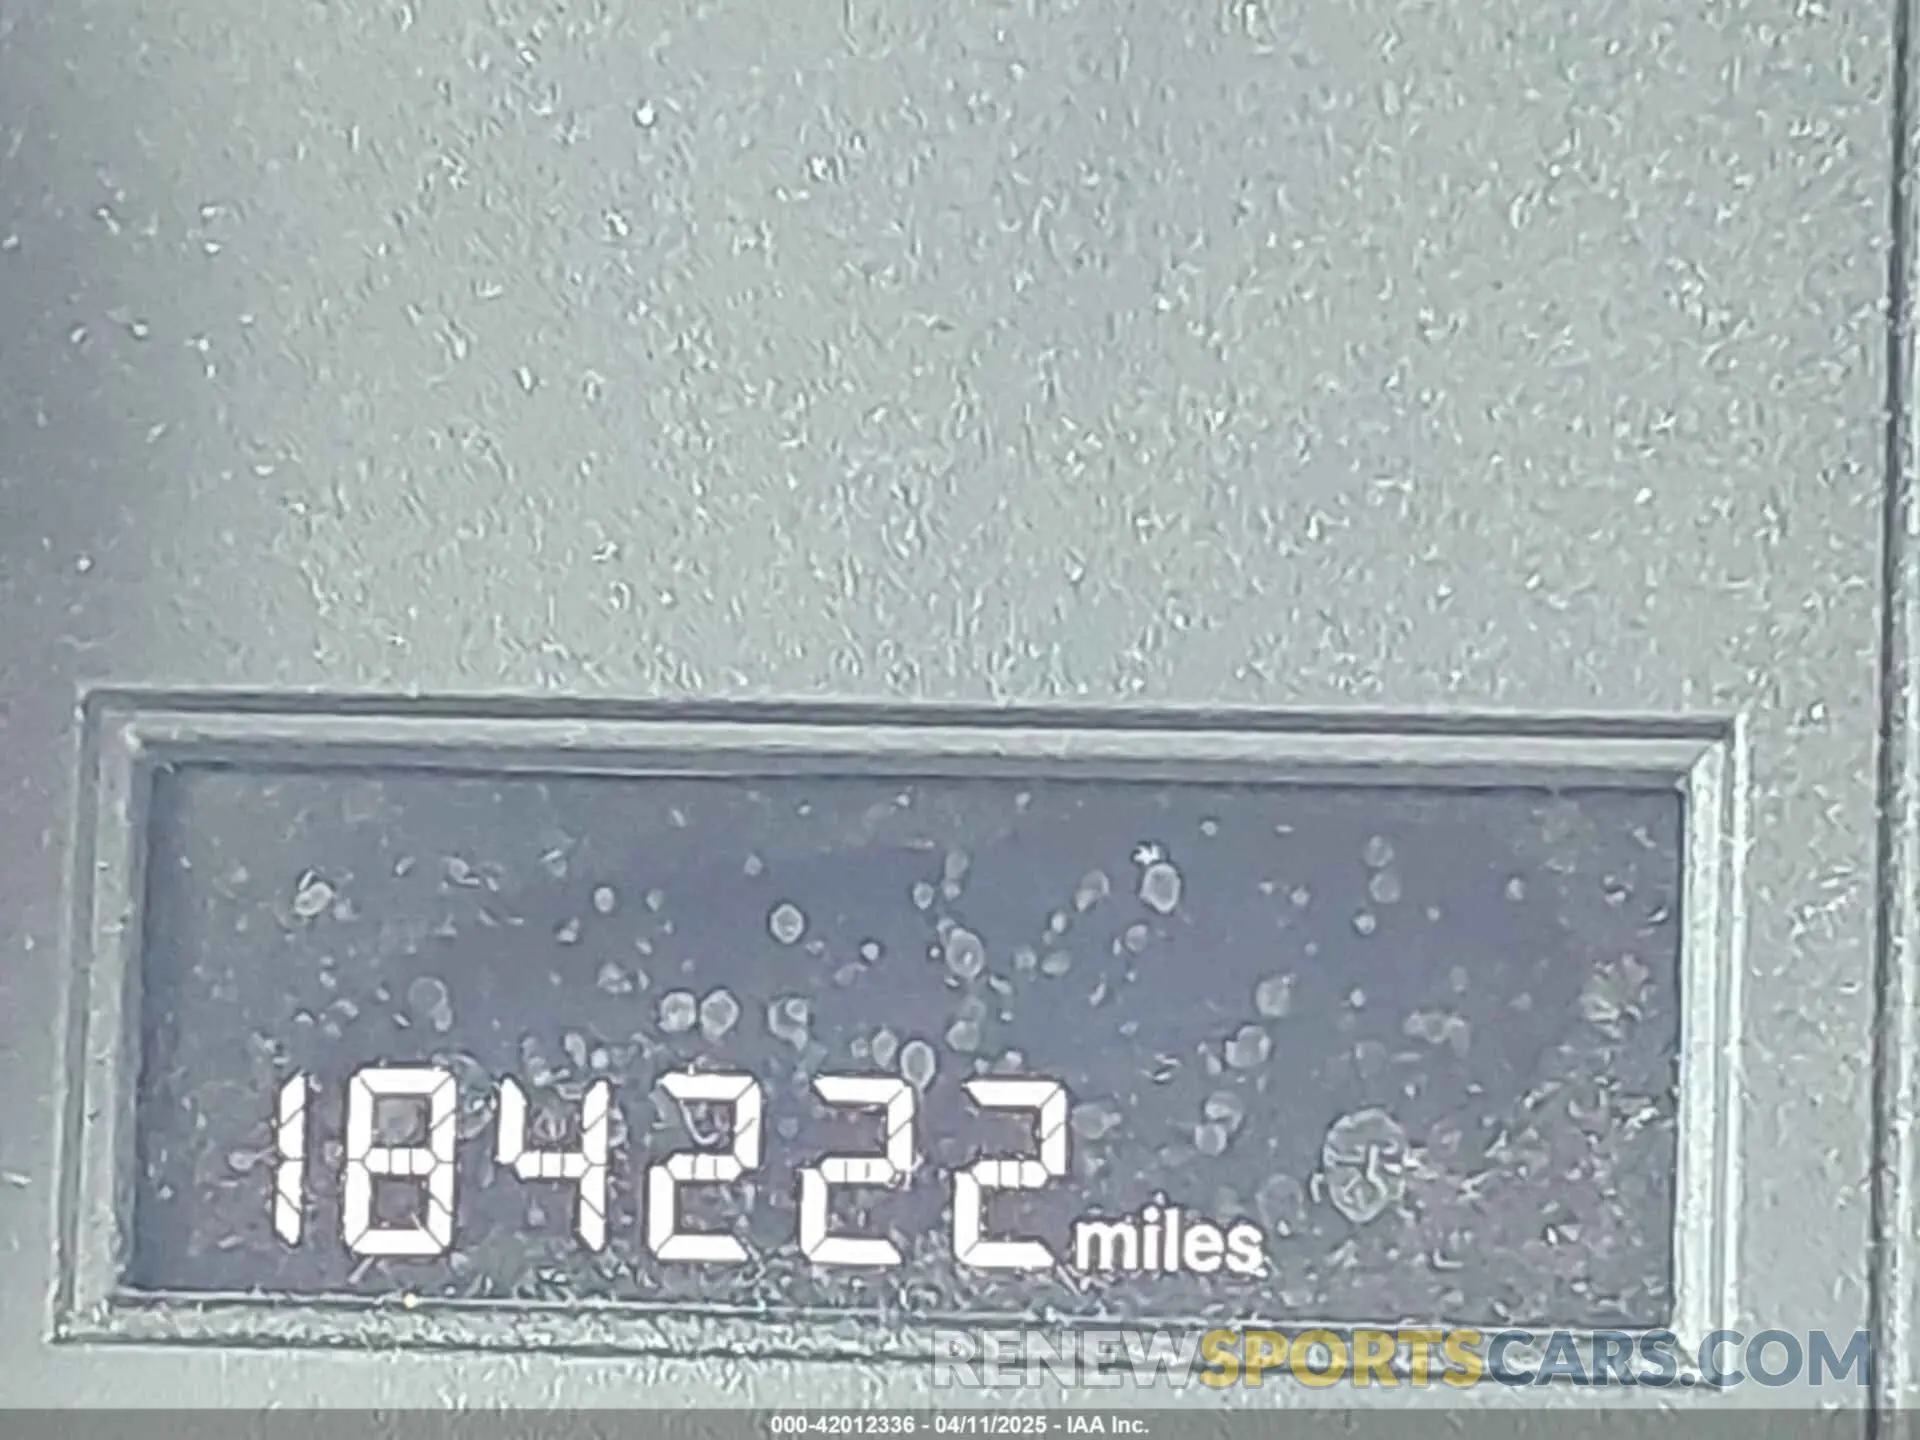 184222 miles
RENEWSPORTSCARS.COM
000-42012336 - 04/11/2025 - IAA Inc.